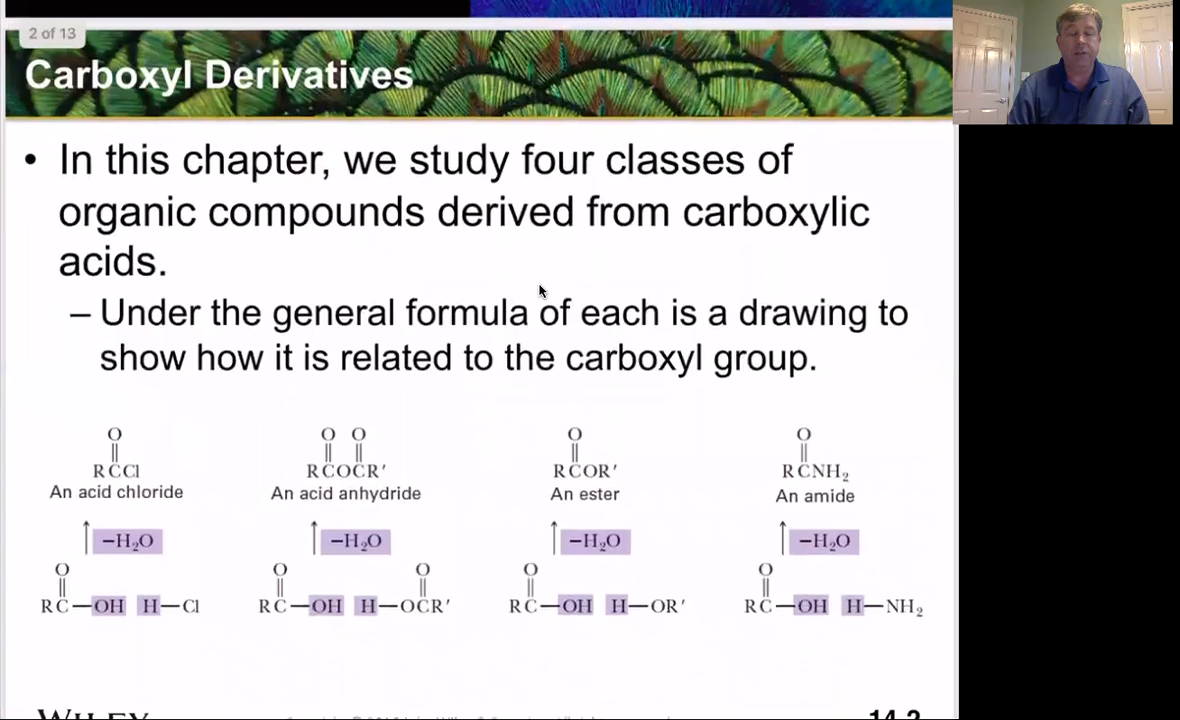 2 of 13
Carboxyl Derivatives
• In this chapter, we study four classes of
organic compounds derived from carboxylic
acids.
– Under the general formula of each is a drawing to
show how it is related to the carboxyl group.
O O O O O
|| || || || ||
RCCl RCOCR′ RCOR′ RCNH₂
An acid chloride An acid anhydride An ester An amide
↑ −H₂O ↑ −H₂O ↑ −H₂O ↑ −H₂O
O O O O O
|| || || || ||
RC—OH H—Cl RC—OH H—OCR′ RC—OH H—OR′ RC—OH H—NH₂
WILEY 14-2